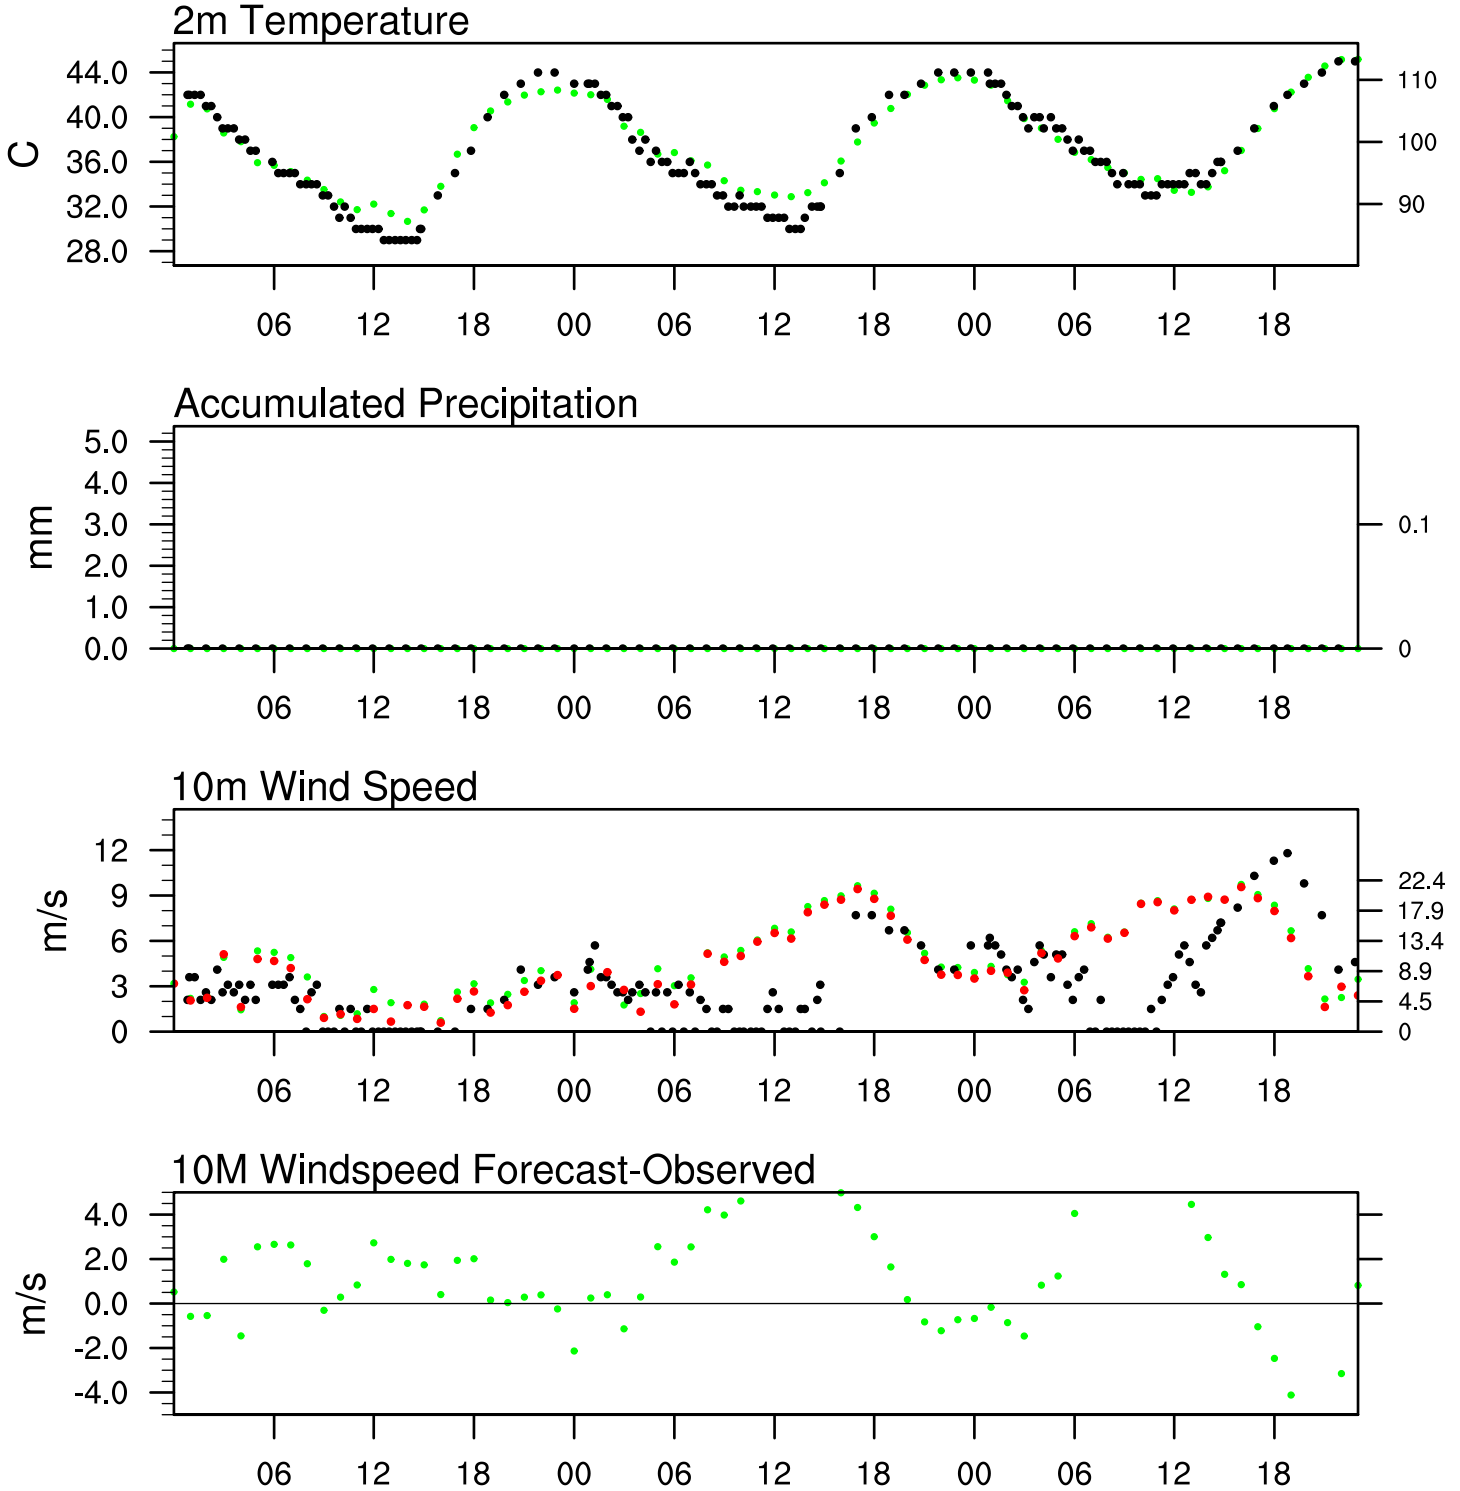 2m Temperature
44.0
40.0
36.0
32.0
28.0
C
110
100
90
06 12 18 00 06 12 18 00 06 12 18
Accumulated Precipitation
5.0
4.0
3.0
2.0
1.0
0.0
mm
0.1
0
06 12 18 00 06 12 18 00 06 12 18
10m Wind Speed
12
9
6
3
0
m/s
22.4
17.9
13.4
8.9
4.5
0
06 12 18 00 06 12 18 00 06 12 18
10M Windspeed Forecast-Observed
4.0
2.0
0.0
-2.0
-4.0
m/s
06 12 18 00 06 12 18 00 06 12 18